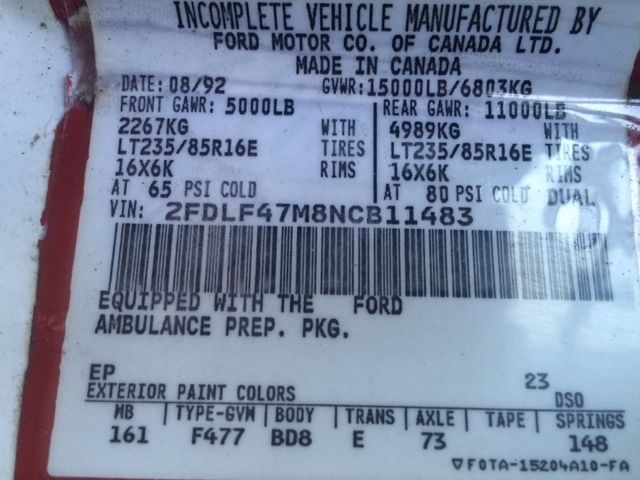 INCOMPLETE VEHICLE MANUFACTURED BY
FORD MOTOR CO. OF CANADA LTD.
MADE IN CANADA
DATE: 08/92 GVWR:15000LB/6803KG
FRONT GAWR: 5000LB REAR GAWR: 11000LB
2267KG WITH 4989KG WITH
LT235/85R16E TIRES LT235/85R16E TIRES
16X6K RIMS 16X6K RIMS
AT 65 PSI COLD AT 80 PSI COLD DUAL
VIN: 2FDLF47M8NCB11483
EQUIPPED WITH THE FORD
AMBULANCE PREP. PKG.
EP 23
EXTERIOR PAINT COLORS DSO
WB | TYPE-GVW | BODY | TRANS | AXLE | TAPE | SPRINGS
161 F477 BD8 E 73 148
▽F0TA-15204A10-FA